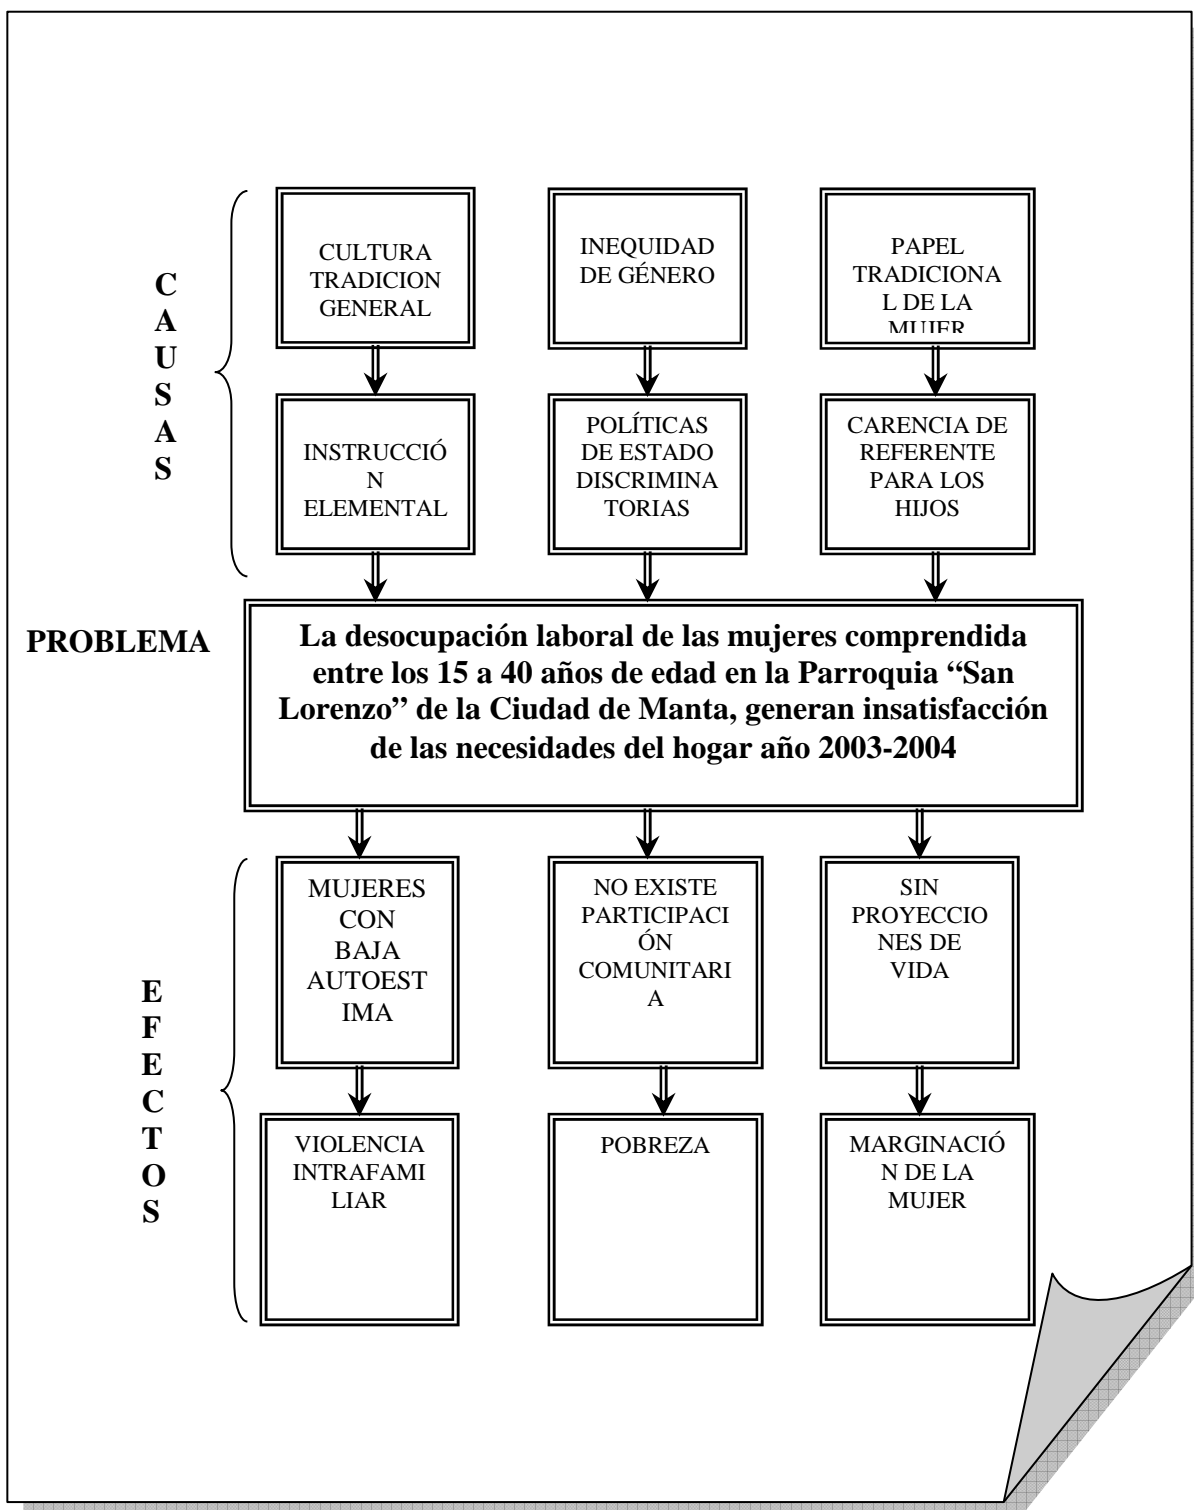 CAUSAS
CULTURA
TRADICION
GENERAL
INEQUIDAD
DE GÉNERO
PAPEL
TRADICIONA
L DE LA
MUJER
INSTRUCCIÓ
N
ELEMENTAL
POLÍTICAS
DE ESTADO
DISCRIMINA
TORIAS
CARENCIA DE
REFERENTE
PARA LOS
HIJOS
PROBLEMA
La desocupación laboral de las mujeres comprendida
entre los 15 a 40 años de edad en la Parroquia “San
Lorenzo” de la Ciudad de Manta, generan insatisfacción
de las necesidades del hogar año 2003-2004
EFECTOS
MUJERES
CON
BAJA
AUTOEST
IMA
NO EXISTE
PARTICIPACI
ÓN
COMUNITARI
A
SIN
PROYECCIO
NES DE
VIDA
VIOLENCIA
INTRAFAMI
LIAR
POBREZA
MARGINACIÓ
N DE LA
MUJER